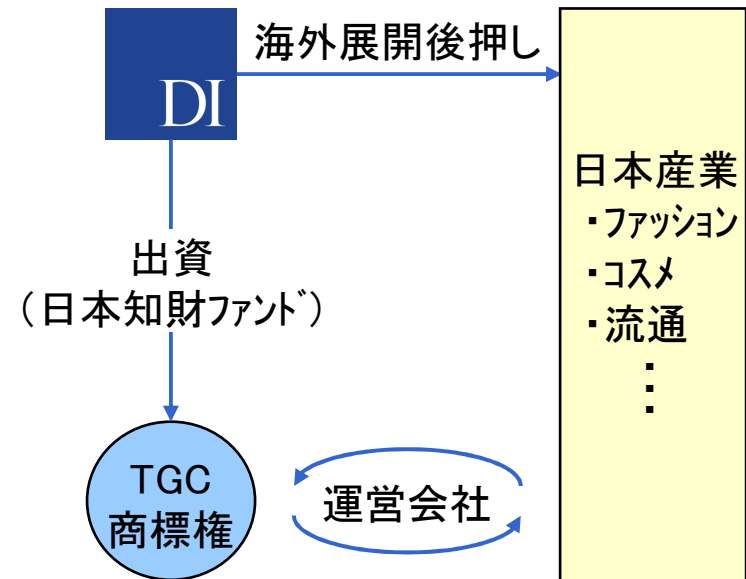 海外展開後押し
DI
日本産業
・ファッション
・コスメ
・流通
・
・
・
出資
（日本知財ファンド）
TGC
商標権
運営会社